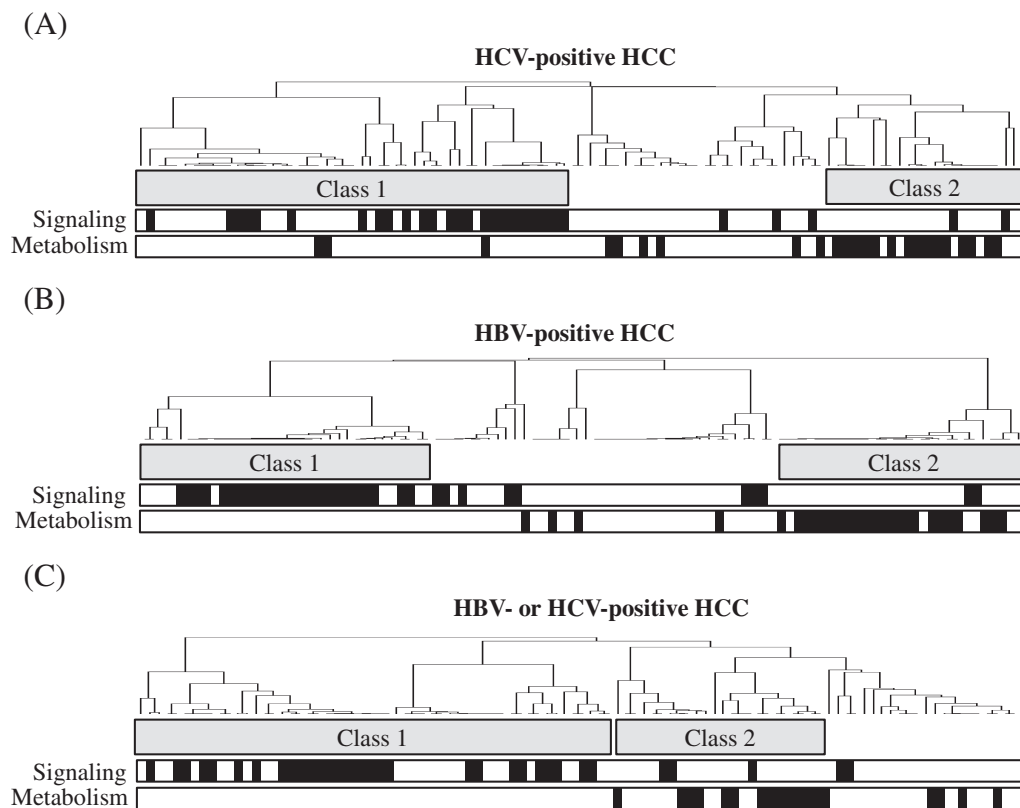 (A)
HCV-positive HCC
Class 1 Class 2
Signaling
Metabolism
(B)
HBV-positive HCC
Class 1 Class 2
Signaling
Metabolism
(C)
HBV- or HCV-positive HCC
Class 1 Class 2
Signaling
Metabolism